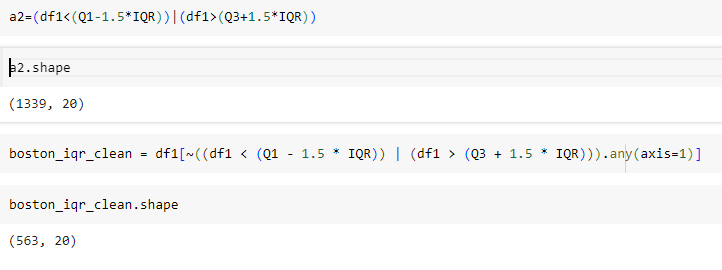 a2=(df1<(Q1-1.5*IQR))|(df1>(Q3+1.5*IQR))
a2.shape
(1339, 20)
boston_iqr_clean = df1[~((df1 < (Q1 - 1.5 * IQR)) | (df1 > (Q3 + 1.5 * IQR))).any(axis=1)]
boston_iqr_clean.shape
(563, 20)